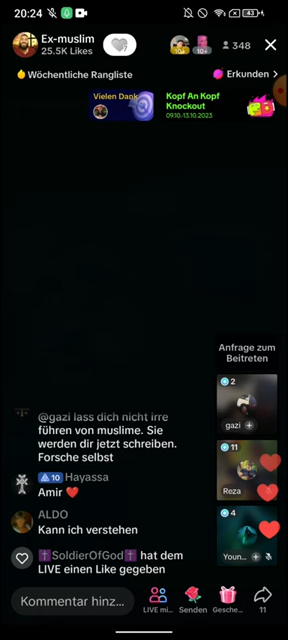 20:24
43
Ex-muslim
25.5K Likes
10+
10+
348
Wöchentliche Rangliste
Erkunden >
Vielen Dank
Kopf An Kopf
Knockout
09.10.-13.10.2023
Anfrage zum
Beitreten
2
gazi
11
Reza
4
Youn...
@gazi lass dich nicht irre
führen von muslime. Sie
werden dir jetzt schreiben.
Forsche selbst
10 Hayassa
Amir ❤️
ALDO
Kann ich verstehen
✝️SoldierOfGod✝️ hat dem
LIVE einen Like gegeben
Kommentar hinz...
LIVE mi...
Senden
Gesche...
11